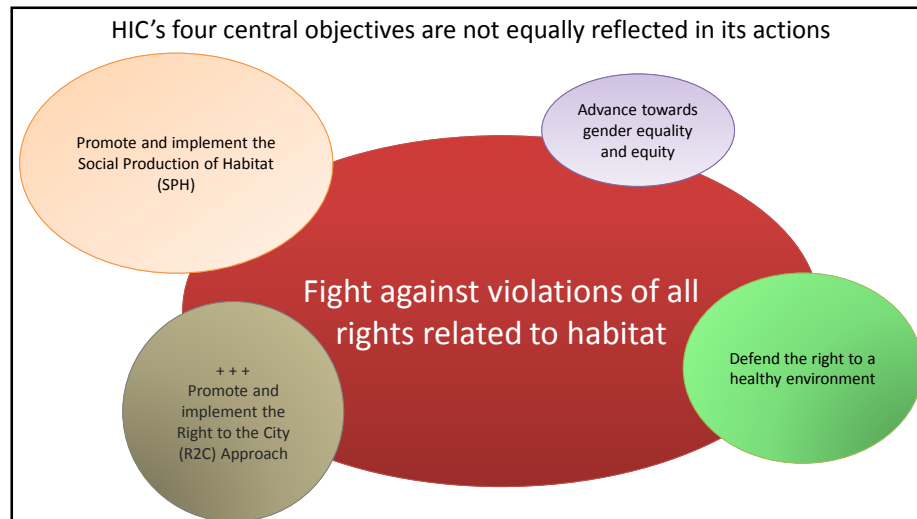 HIC's four central objectives are not equally reflected in its actions
Promote and implement the
Social Production of Habitat
(SPH)
Advance towards
gender equality
and equity
Fight against violations of all
rights related to habitat
+ + +
Promote and
implement the
Right to the City
(R2C) Approach
Defend the right to a
healthy environment